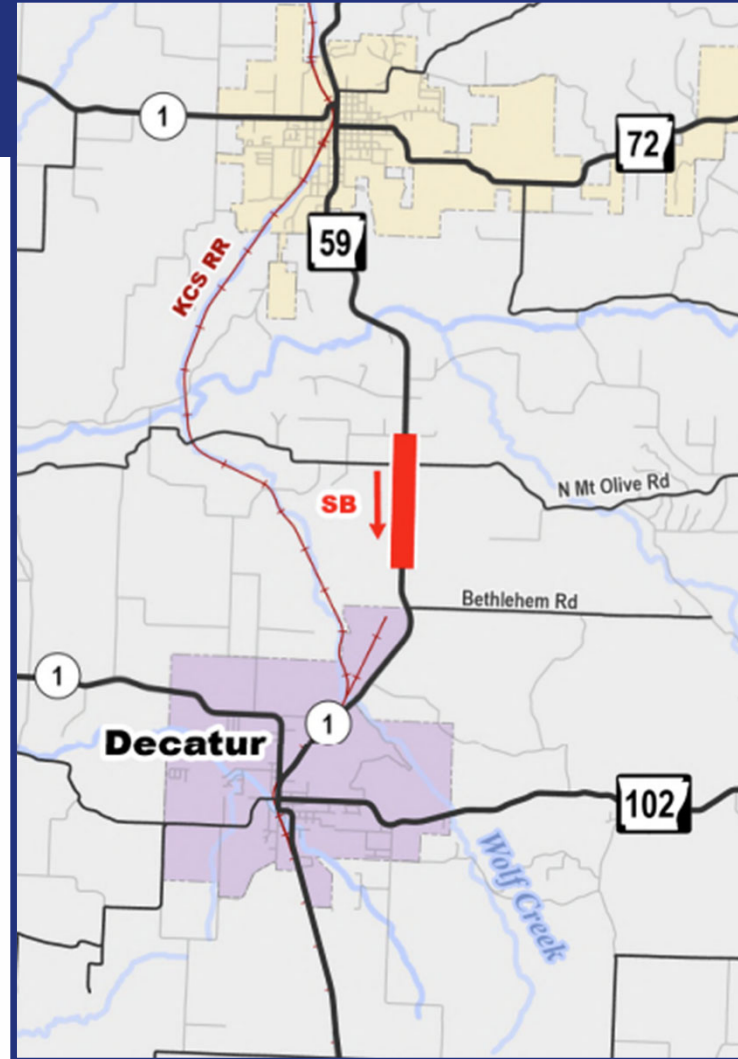 1
72
59
KCS RR
SB
N Mt Olive Rd
Bethlehem Rd
1
1
Decatur
102
Wolf Creek